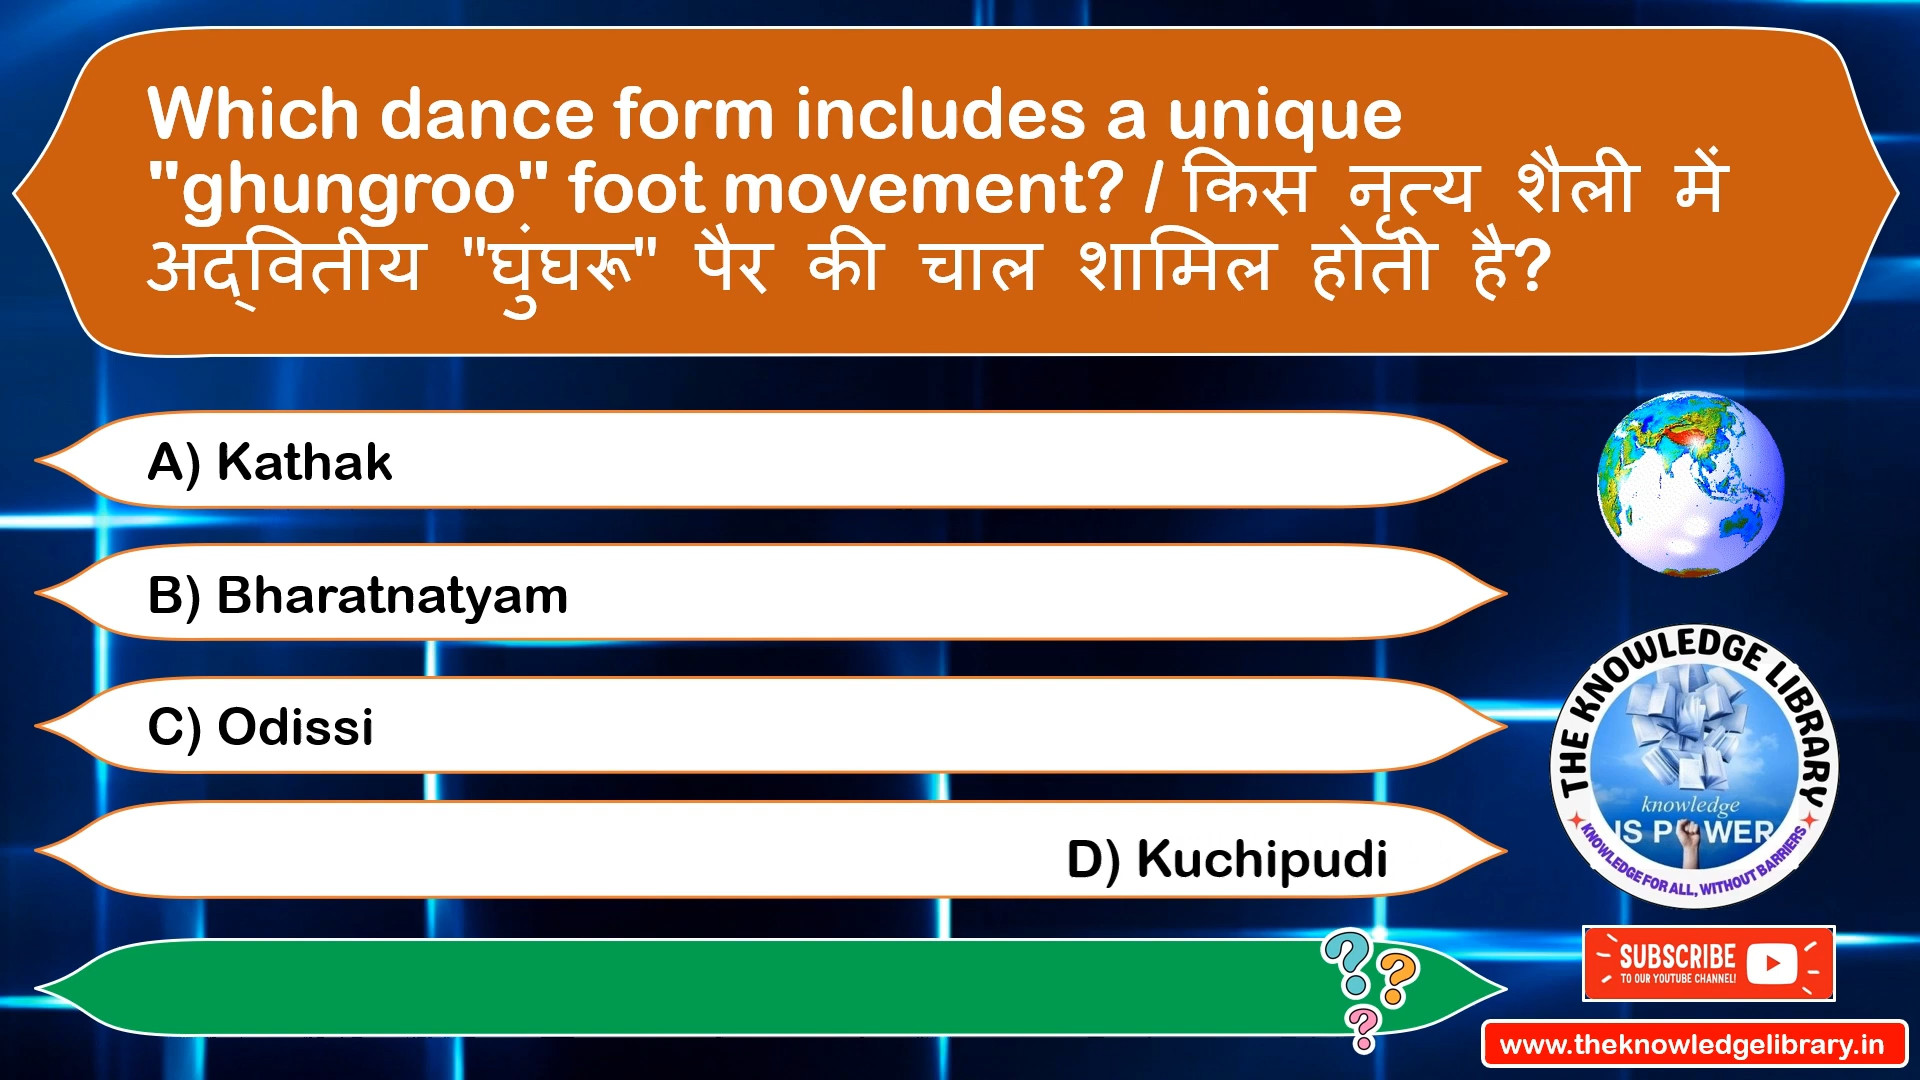 Which dance form includes a unique
"ghungroo" foot movement? / किस नृत्य शैली में
अद्वितीय "घुंघरू" पैर की चाल शामिल होती है?
A) Kathak
B) Bharatnatyam
C) Odissi
D) Kuchipudi
THE KNOWLEDGE LIBRARY
knowledge
IS POWER
KNOWLEDGE FOR ALL, WITHOUT BARRIERS
SUBSCRIBE
TO OUR YOUTUBE CHANNEL!
www.theknowledgelibrary.in